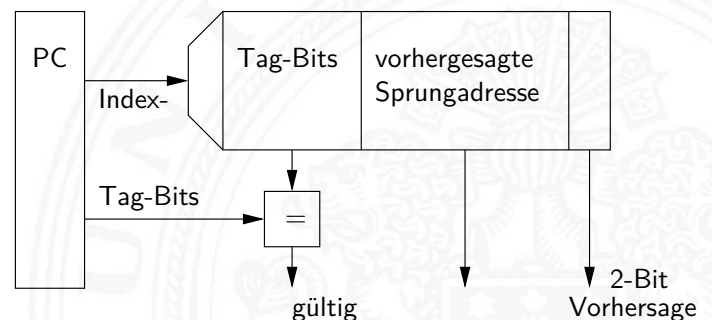 PC
Tag-Bits
vorhergesagte
Sprungadresse
Index-
Tag-Bits
=
gültig
2-Bit
Vorhersage